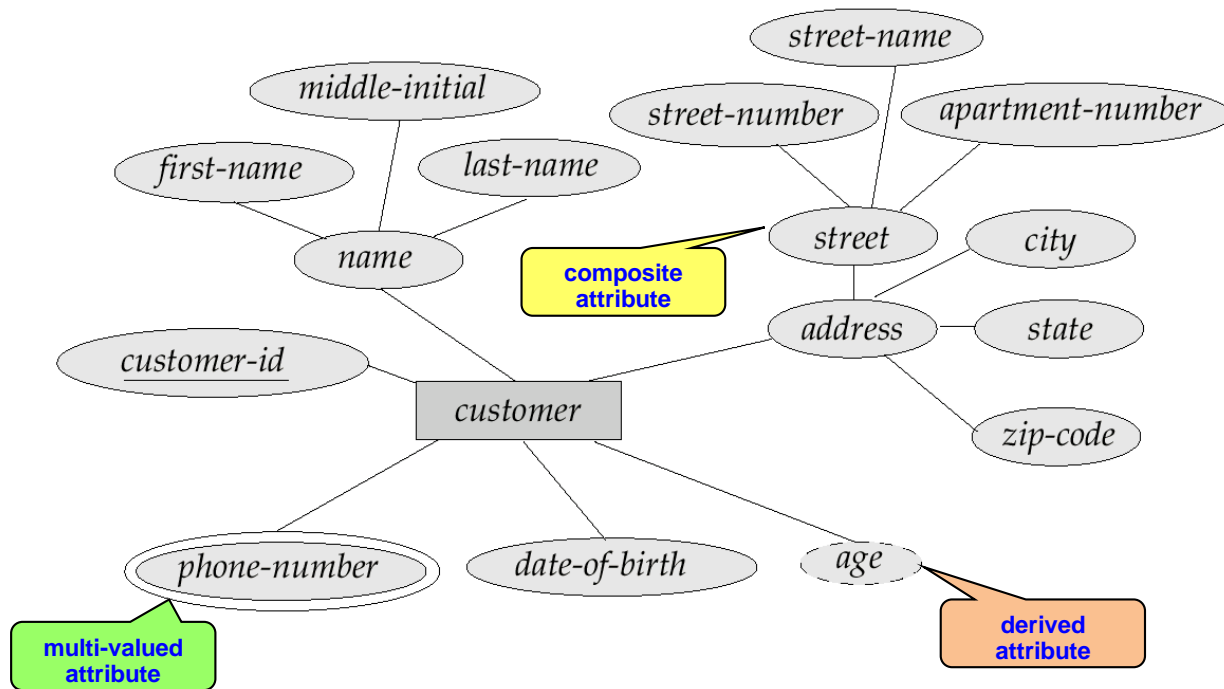 street-name
middle-initial
street-number
apartment-number
first-name
last-name
name
street
city
composite
attribute
address
state
customer-id
customer
zip-code
phone-number
date-of-birth
age
multi-valued
attribute
derived
attribute